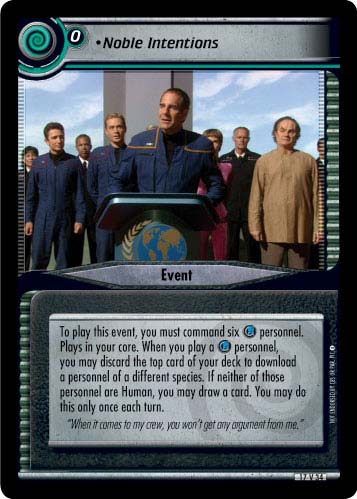 0
•Noble Intentions
Event
To play this event, you must command six personnel.
Plays in your core. When you play a personnel,
you may discard the top card of your deck to download
a personnel of a different species. If neither of those
personnel are Human, you may draw a card. You may do
this only once each turn.
"When it comes to my crew, you won't get any argument from me."
17 V 34